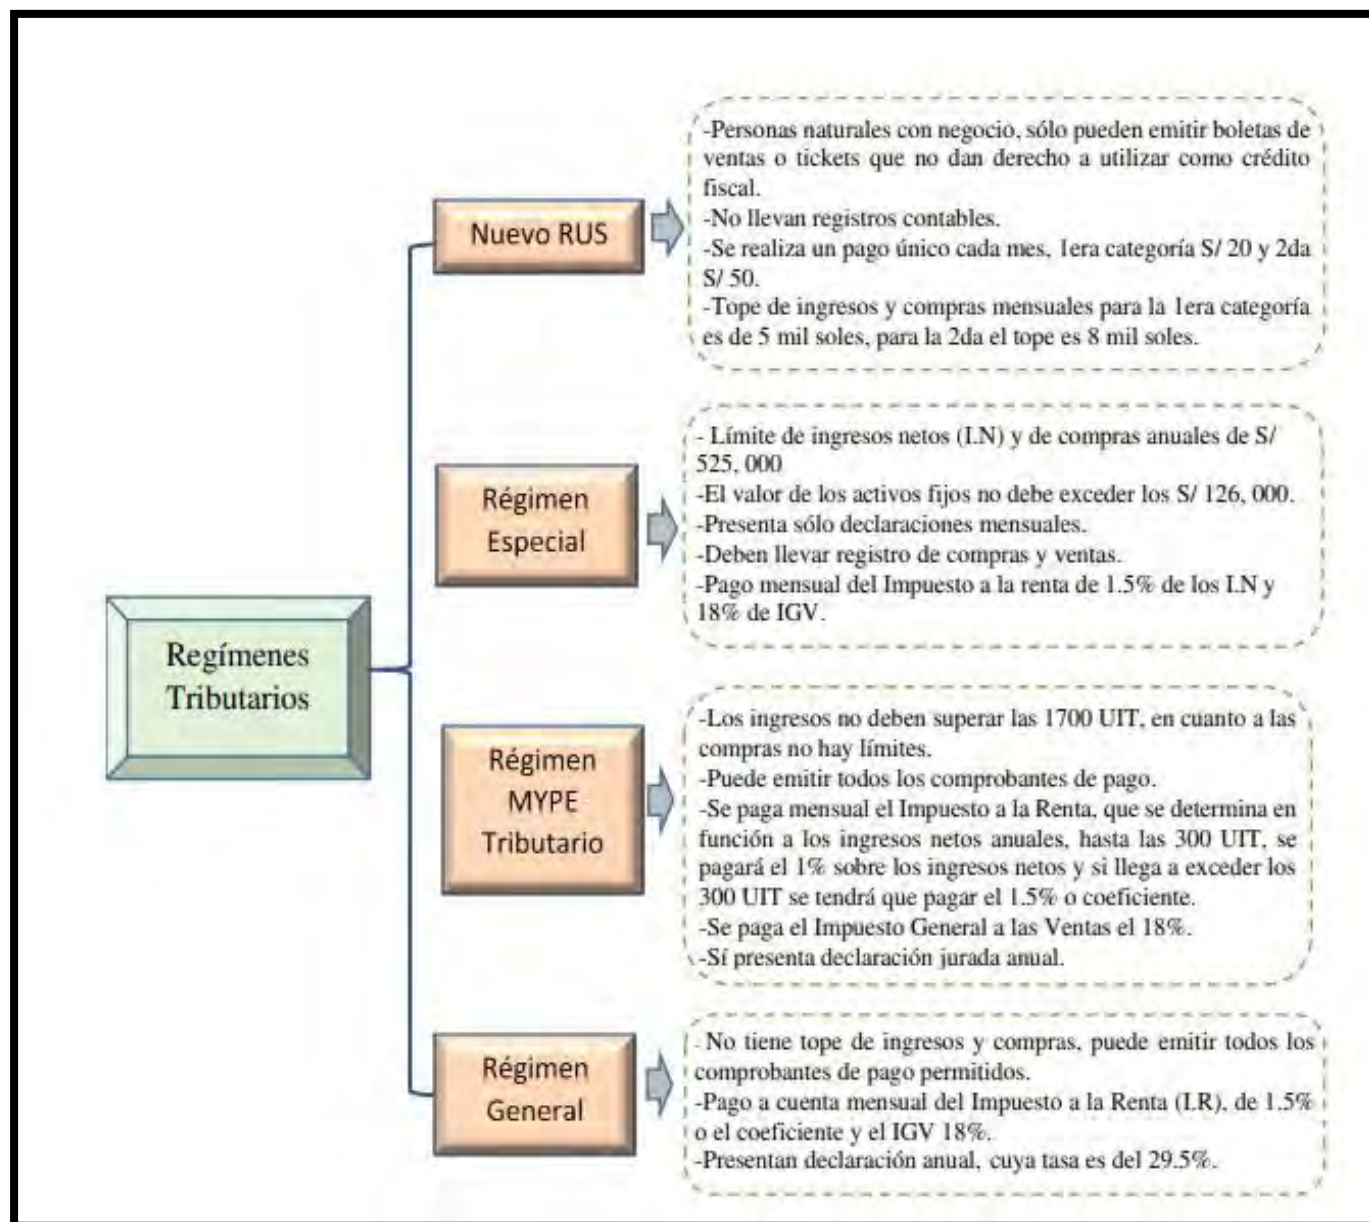 Regímenes
Tributarios
Nuevo RUS
-Personas naturales con negocio, sólo pueden emitir boletas de
ventas o tickets que no dan derecho a utilizar como crédito
fiscal.
-No llevan registros contables.
-Se realiza un pago único cada mes, 1era categoría S/ 20 y 2da
S/ 50.
-Tope de ingresos y compras mensuales para la 1era categoría
es de 5 mil soles, para la 2da el tope es 8 mil soles.
Régimen
Especial
- Límite de ingresos netos (I.N) y de compras anuales de S/
525, 000
-El valor de los activos fijos no debe exceder los S/ 126, 000.
-Presenta sólo declaraciones mensuales.
-Deben llevar registro de compras y ventas.
-Pago mensual del Impuesto a la renta de 1.5% de los I.N y
18% de IGV.
Régimen
MYPE
Tributario
-Los ingresos no deben superar las 1700 UIT, en cuanto a las
compras no hay límites.
-Puede emitir todos los comprobantes de pago.
-Se paga mensual el Impuesto a la Renta, que se determina en
función a los ingresos netos anuales, hasta las 300 UIT, se
pagará el 1% sobre los ingresos netos y si llega a exceder los
300 UIT se tendrá que pagar el 1.5% o coeficiente.
-Se paga el Impuesto General a las Ventas el 18%.
-Sí presenta declaración jurada anual.
Régimen
General
- No tiene tope de ingresos y compras, puede emitir todos los
comprobantes de pago permitidos.
-Pago a cuenta mensual del Impuesto a la Renta (I.R), de 1.5%
o el coeficiente y el IGV 18%.
-Presentan declaración anual, cuya tasa es del 29.5%.